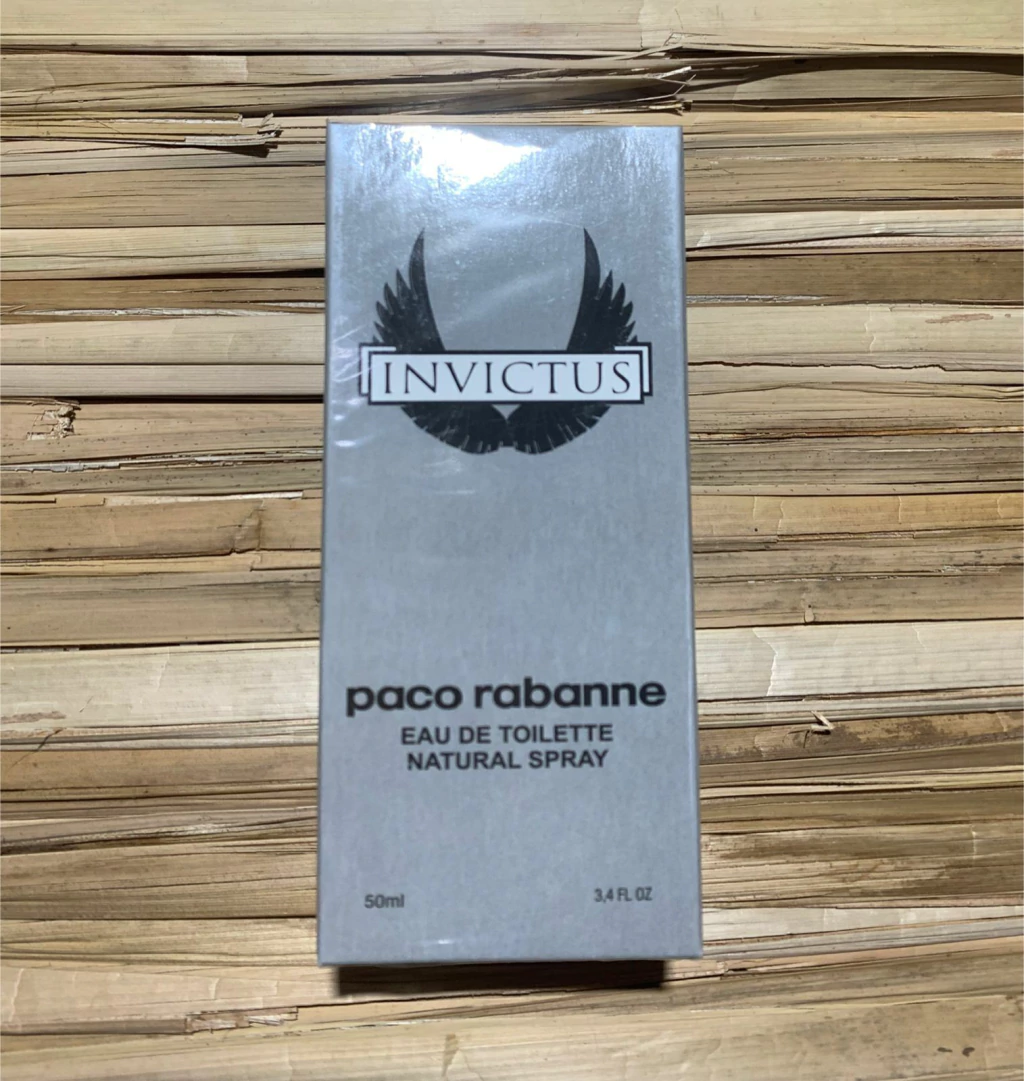 INVICTUS
paco rabanne
EAU DE TOILETTE
NATURAL SPRAY
50ml 3,4 FL OZ